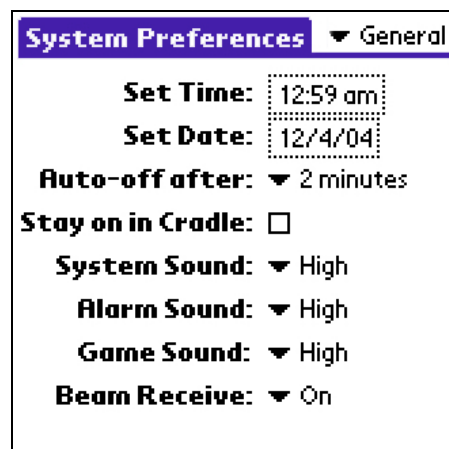 System Preferences ▼ General
Set Time: 12:59 am
Set Date: 12/4/04
Auto-off after: ▼ 2 minutes
Stay on in Cradle: ☐
System Sound: ▼ High
Alarm Sound: ▼ High
Game Sound: ▼ High
Beam Receive: ▼ On